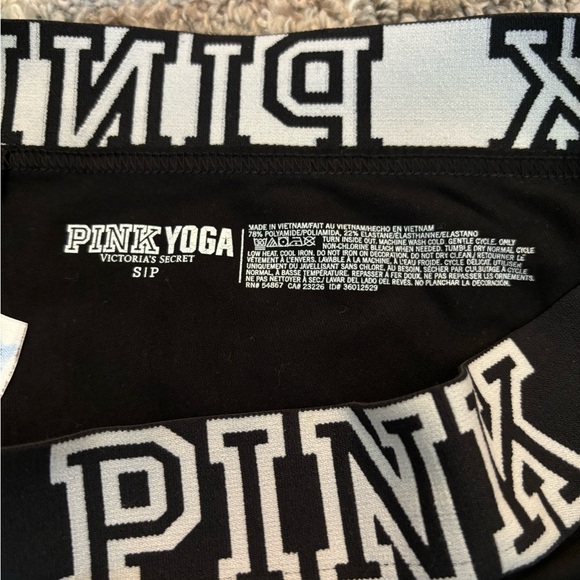 PINK
PINK YOGA
VICTORIA'S SECRET
S|P
MADE IN VIETNAM/FAIT AU VIETNAM/HECHO EN VIETNAM
78% POLYAMIDE/POLIAMIDA, 22% ELASTANE/ÉLASTHANNE/ELASTANO
TURN INSIDE OUT. MACHINE WASH COLD, GENTLE CYCLE. ONLY
NON-CHLORINE BLEACH WHEN NEEDED. TUMBLE DRY NORMAL CYCLE,
LOW HEAT. COOL IRON. DO NOT IRON ON DECORATION. DO NOT DRY CLEAN./RETOURNER LE
VÊTEMENT À L'ENVERS. LAVABLE À LA MACHINE, À L'EAU FROIDE, CYCLE DÉLICAT. UTILISER
UNIQUEMENT DU JAVELLISANT SANS CHLORE, AU BESOIN. SÉCHER PAR CULBUTAGE À CYCLE
NORMAL, À BASSE TEMPÉRATURE. REPASSER À FER DOUX. NE PAS REPASSER LES ORNEMENTS.
NE PAS NETTOYER À SEC./LAVAR DEL LADO DEL REVÉS. NO PLANCHAR LA DECORACIÓN.
RN# 54867 CA# 23226 ID# 36012529
PINK